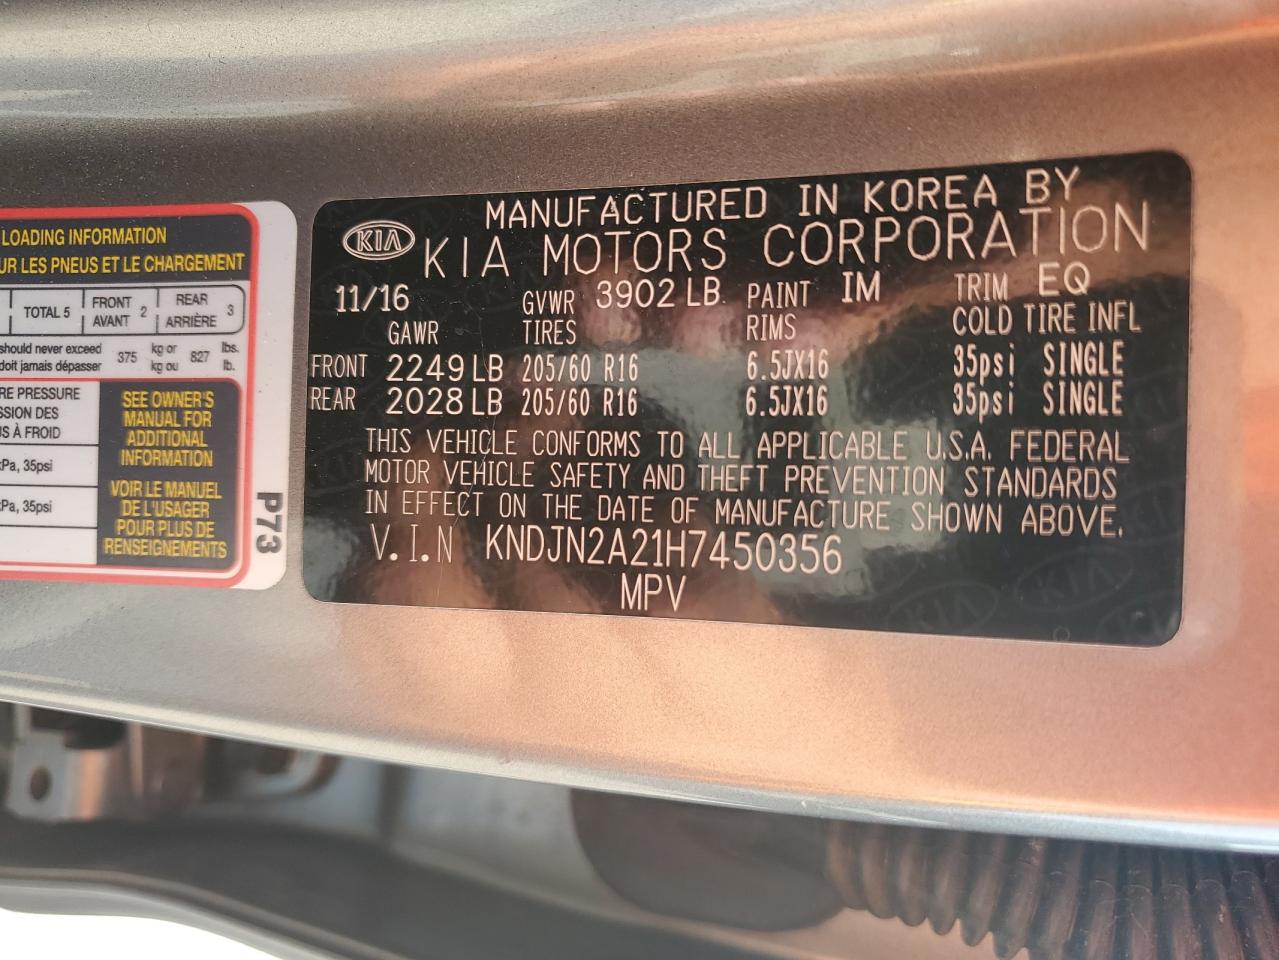 LOADING INFORMATION
UR LES PNEUS ET LE CHARGEMENT
TOTAL 5 FRONT AVANT 2 REAR ARRIÈRE 3
should never exceed 375 kg or 827 lbs.
doit jamais dépasser kg ou lb.
RE PRESSURE
SSION DES
S À FROID
kPa, 35psi
kPa, 35psi
SEE OWNER'S
MANUAL FOR
ADDITIONAL
INFORMATION
VOIR LE MANUEL
DE L'USAGER
POUR PLUS DE
RENSEIGNEMENTS
P73
KIA
MANUFACTURED IN KOREA BY
KIA MOTORS CORPORATION
11/16 GVWR 3902 LB PAINT IM TRIM EQ
GAWR TIRES RIMS COLD TIRE INFL
FRONT 2249 LB 205/60 R16 6.5JX16 35psi SINGLE
REAR 2028 LB 205/60 R16 6.5JX16 35psi SINGLE
THIS VEHICLE CONFORMS TO ALL APPLICABLE U.S.A. FEDERAL
MOTOR VEHICLE SAFETY AND THEFT PREVENTION STANDARDS
IN EFFECT ON THE DATE OF MANUFACTURE SHOWN ABOVE.
V.I.N KNDJN2A21H7450356
MPV